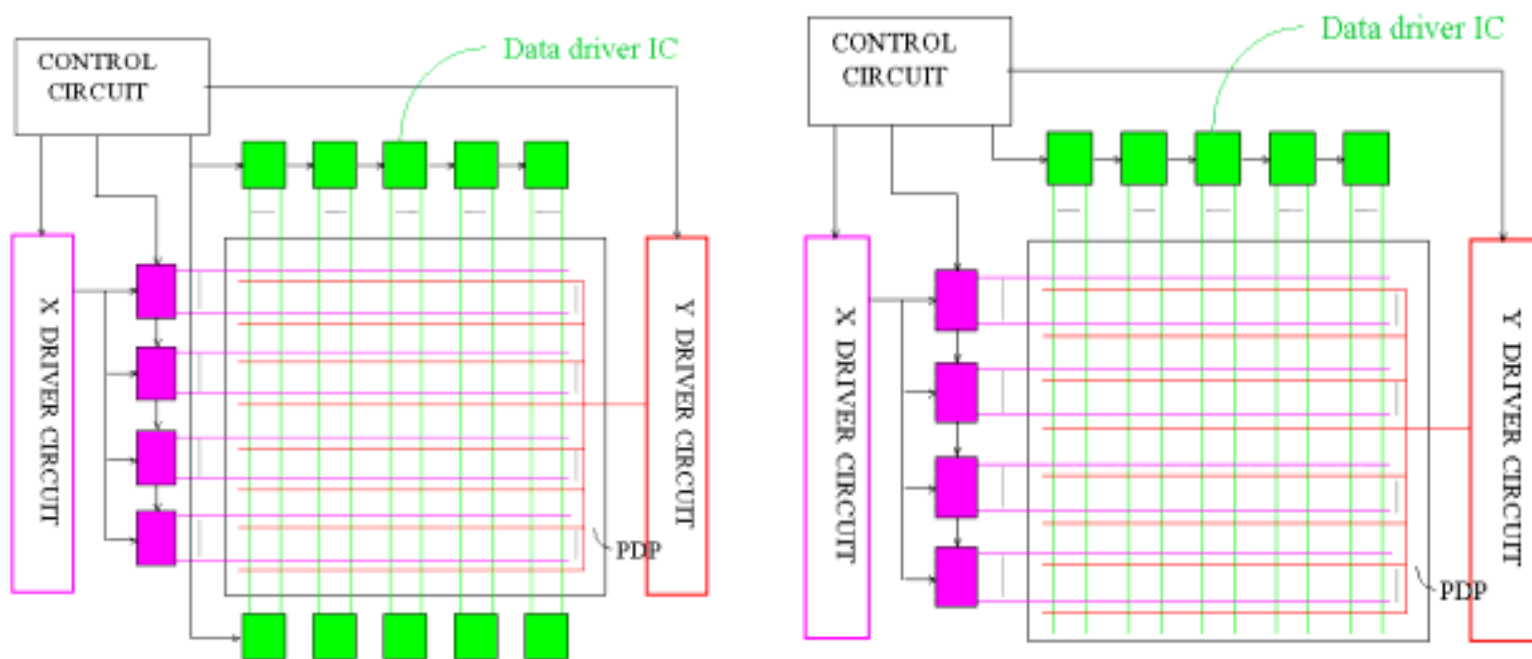 CONTROL
CIRCUIT
Data driver IC
X DRIVER CIRCUIT
Y DRIVER CIRCUIT
PDP
CONTROL
CIRCUIT
Data driver IC
X DRIVER CIRCUIT
Y DRIVER CIRCUIT
PDP